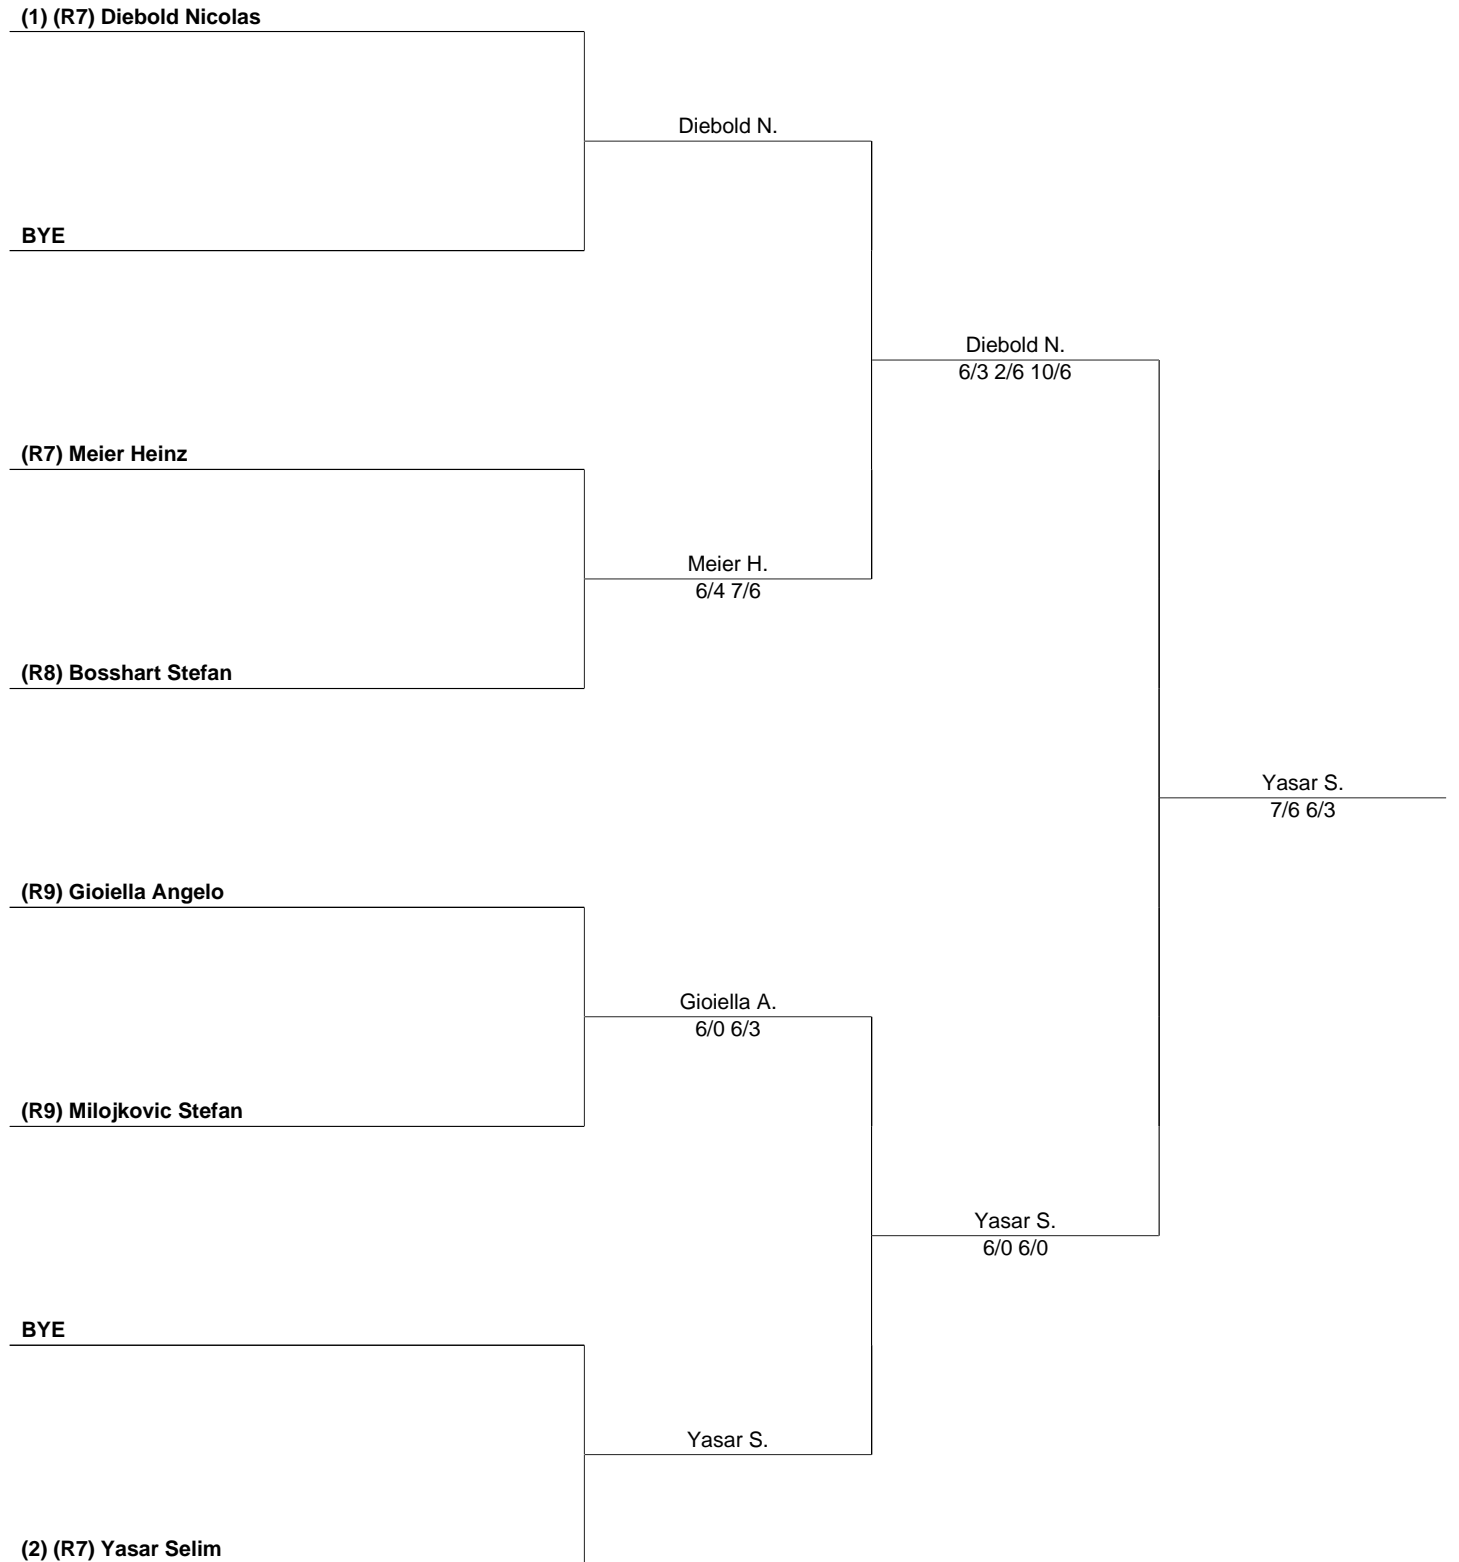 (1) (R7) Diebold Nicolas
Diebold N.
BYE
Diebold N.
6/3 2/6 10/6
(R7) Meier Heinz
Meier H.
6/4 7/6
(R8) Bosshart Stefan
Yasar S.
7/6 6/3
(R9) Gioiella Angelo
Gioiella A.
6/0 6/3
(R9) Milojkovic Stefan
Yasar S.
6/0 6/0
BYE
Yasar S.
(2) (R7) Yasar Selim